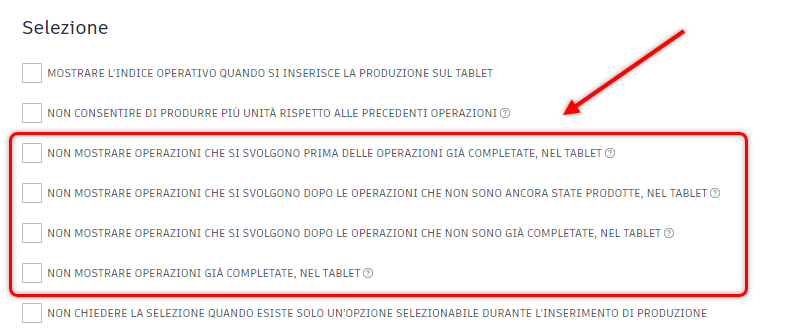 Selezione
MOSTRARE L'INDICE OPERATIVO QUANDO SI INSERISCE LA PRODUZIONE SUL TABLET
NON CONSENTIRE DI PRODURRE PIÙ UNITÀ RISPETTO ALLE PRECEDENTI OPERAZIONI ?
NON MOSTRARE OPERAZIONI CHE SI SVOLGONO PRIMA DELLE OPERAZIONI GIÀ COMPLETATE, NEL TABLET ?
NON MOSTRARE OPERAZIONI CHE SI SVOLGONO DOPO LE OPERAZIONI CHE NON SONO ANCORA STATE PRODOTTE, NEL TABLET ?
NON MOSTRARE OPERAZIONI CHE SI SVOLGONO DOPO LE OPERAZIONI CHE NON SONO GIÀ COMPLETATE, NEL TABLET ?
NON MOSTRARE OPERAZIONI GIÀ COMPLETATE, NEL TABLET ?
NON CHIEDERE LA SELEZIONE QUANDO ESISTE SOLO UN'OPZIONE SELEZIONABILE DURANTE L'INSERIMENTO DI PRODUZIONE